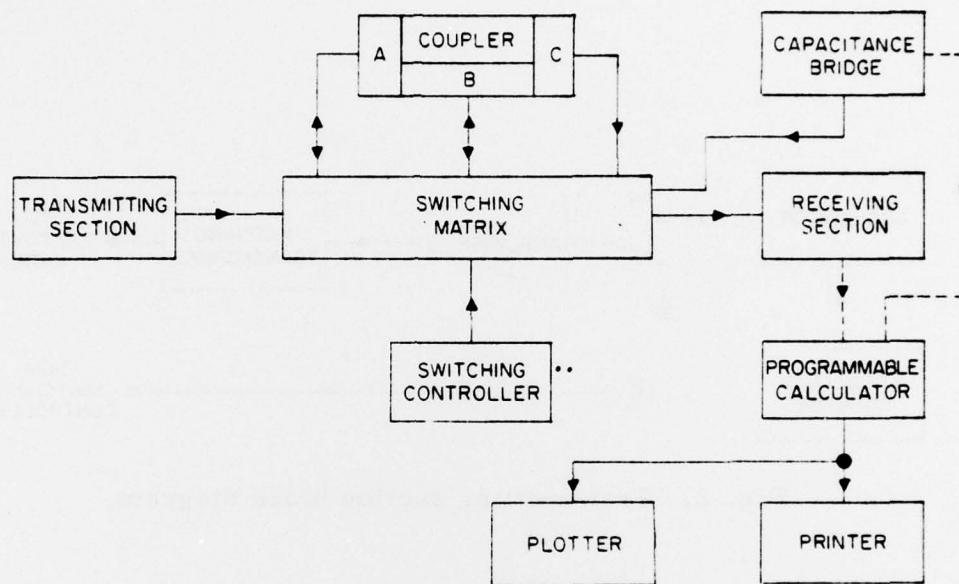 A
COUPLER
B
C
CAPACITANCE
BRIDGE
TRANSMITTING
SECTION
SWITCHING
MATRIX
RECEIVING
SECTION
SWITCHING
CONTROLLER
PROGRAMMABLE
CALCULATOR
PLOTTER
PRINTER